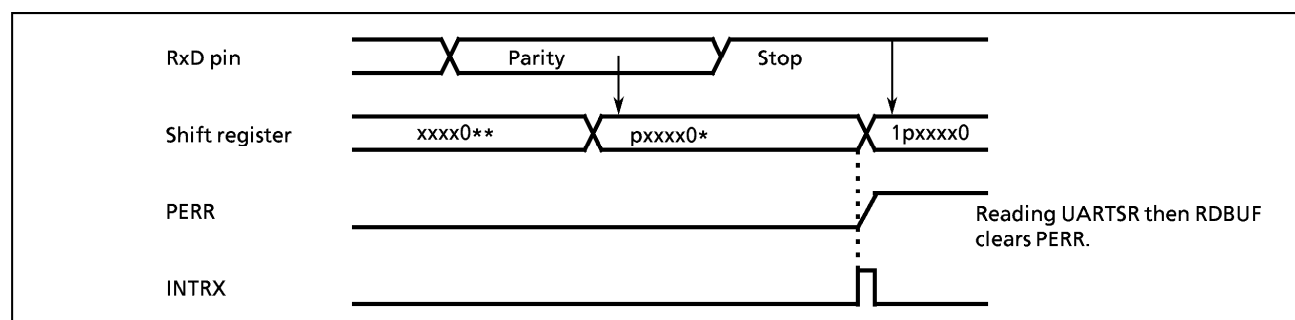 RxD pin Parity Stop
Shift register xxxx0** pxxxx0* 1pxxxx0
PERR
Reading UARTSR then RDBUF
clears PERR.
INTRX